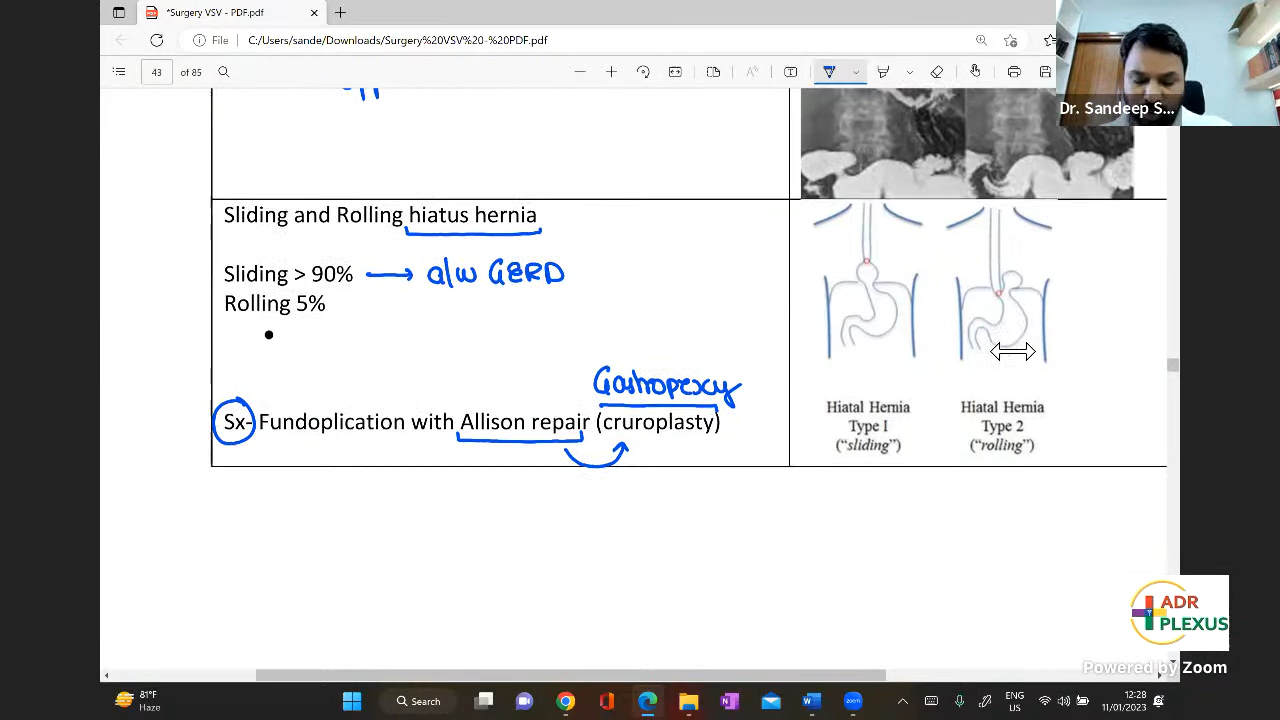 *Surgery VSV - PDF.pdf
File C:/Users/sande/Downloads/Surgery%20VSV%20-%20PDF.pdf
43 of 85
Dr. Sandeep S...
Sliding and Rolling hiatus hernia
Sliding > 90% → a/w GERD
Rolling 5%
Gastropexy
Sx- Fundoplication with Allison repair (cruroplasty)
Hiatal Hernia
Type I
("sliding")
Hiatal Hernia
Type 2
("rolling")
ADR
PLEXUS
Powered by Zoom
81°F
Haze
Search
ENG
US
12:28
11/01/2023